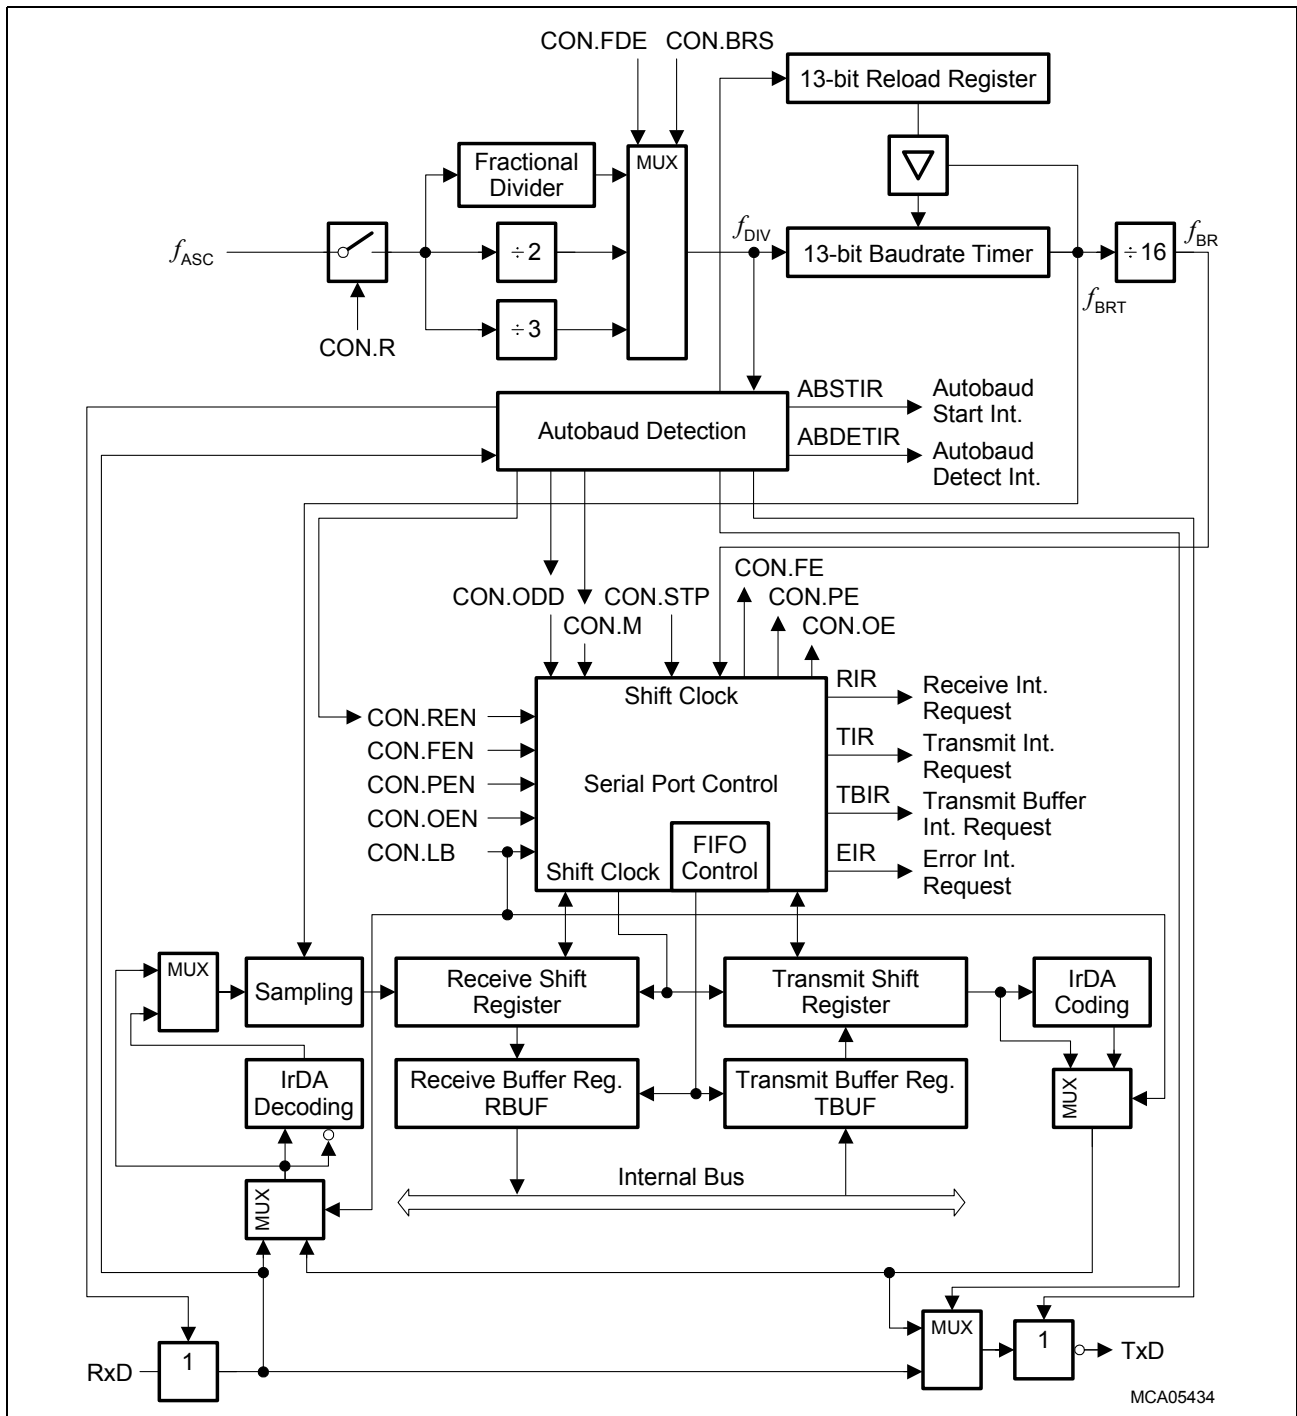 CON.FDE CON.BRS
13-bit Reload Register
MUX
Fractional
Divider
fASC
÷2
fDIV
13-bit Baudrate Timer
÷16
fBR
fBRT
÷3
CON.R
Autobaud Detection
ABSTIR
Autobaud
Start Int.
ABDETIR
Autobaud
Detect Int.
CON.FE
CON.ODD
CON.STP
CON.PE
CON.M
CON.OE
Shift Clock
RIR
Receive Int.
Request
CON.REN
CON.FEN
TIR
Transmit Int.
Request
CON.PEN
Serial Port Control
CON.OEN
TBIR
Transmit Buffer
Int. Request
CON.LB
Shift Clock
FIFO
Control
EIR
Error Int.
Request
MUX
Sampling
Receive Shift
Register
Transmit Shift
Register
IrDA
Coding
IrDA
Decoding
Receive Buffer Reg.
RBUF
Transmit Buffer Reg.
TBUF
MUX
Internal Bus
MUX
RxD
1
MUX
1
TxD
MCA05434